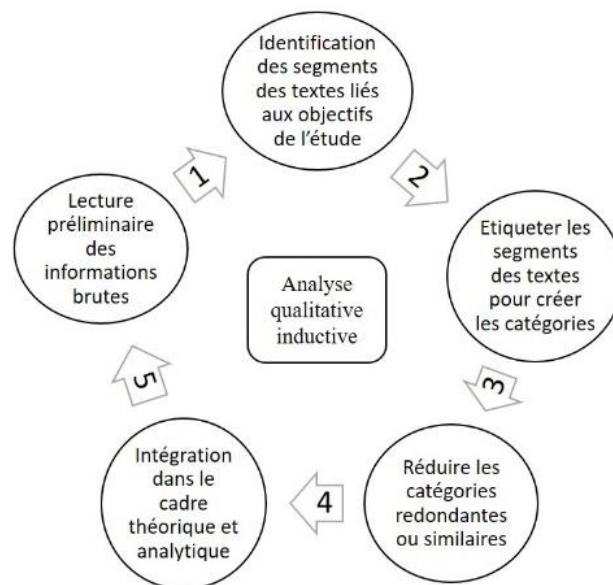 Identification
des segments
des textes liés
aux objectifs
de l'étude
1
2
Lecture
préliminaire
des
informations
brutes
Etiqueter les
segments
des textes
pour créer
les catégories
Analyse
qualitative
inductive
5
3
Intégration
dans le
cadre
théorique et
analytique
4
Réduire les
catégories
redondantes
ou similaires